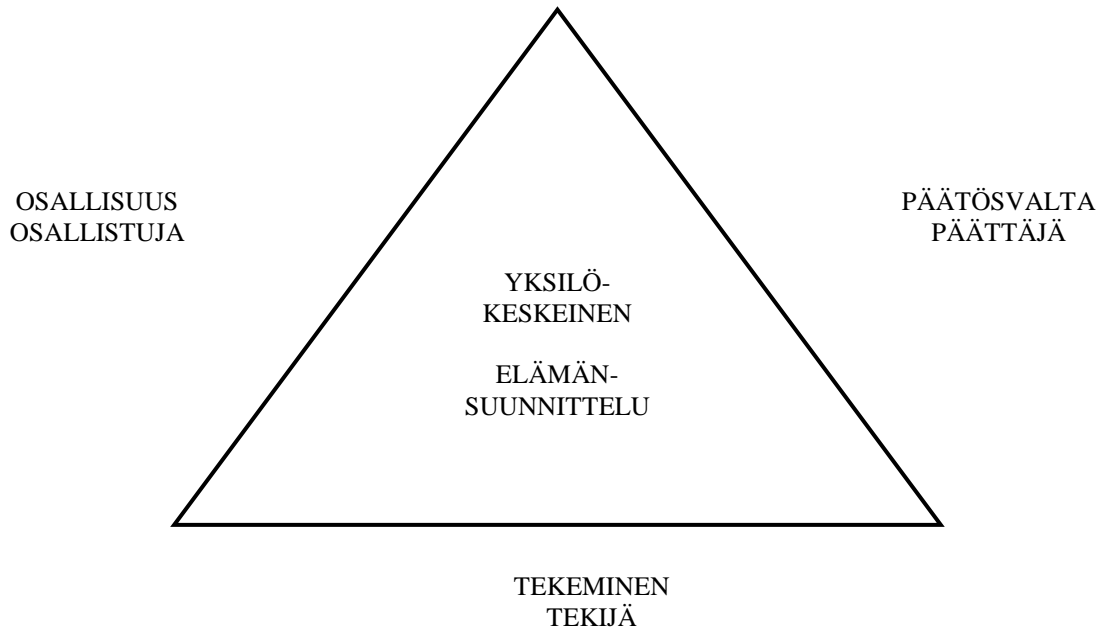 OSALLISUUS
OSALLISTUJA
PÄÄTÖSVALTA
PÄÄTTÄJÄ
YKSILÖ-
KESKEINEN
ELÄMÄN-
SUUNNITTELU
TEKEMINEN
TEKIJÄ